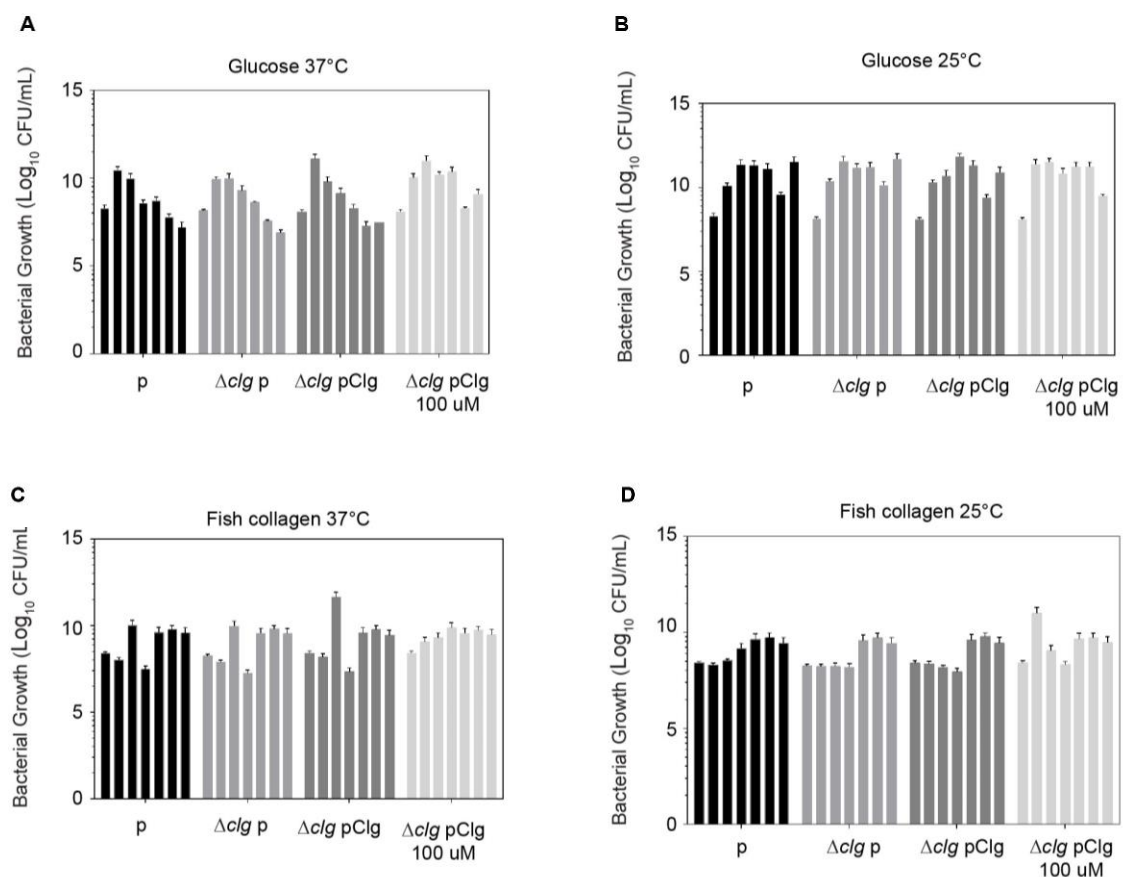 A
Glucose 37°C
Bacterial Growth (Log10 CFU/mL)
15
10
5
0
p
Δclg p
Δclg pClg
Δclg pClg
100 uM
B
Glucose 25°C
Bacterial Growth (Log10 CFU/mL)
15
10
5
0
p
Δclg p
Δclg pClg
Δclg pClg
100 uM
C
Fish collagen 37°C
Bacterial Growth (Log10 CFU/mL
15
10
5
0
p
Δclg p
Δclg pClg
Δclg pClg
100 uM
D
Fish collagen 25°C
Bacterial Growth (Log10 CFU/mL)
15
10
5
0
p
Δclg p
Δclg pClg
Δclg pClg
100 uM